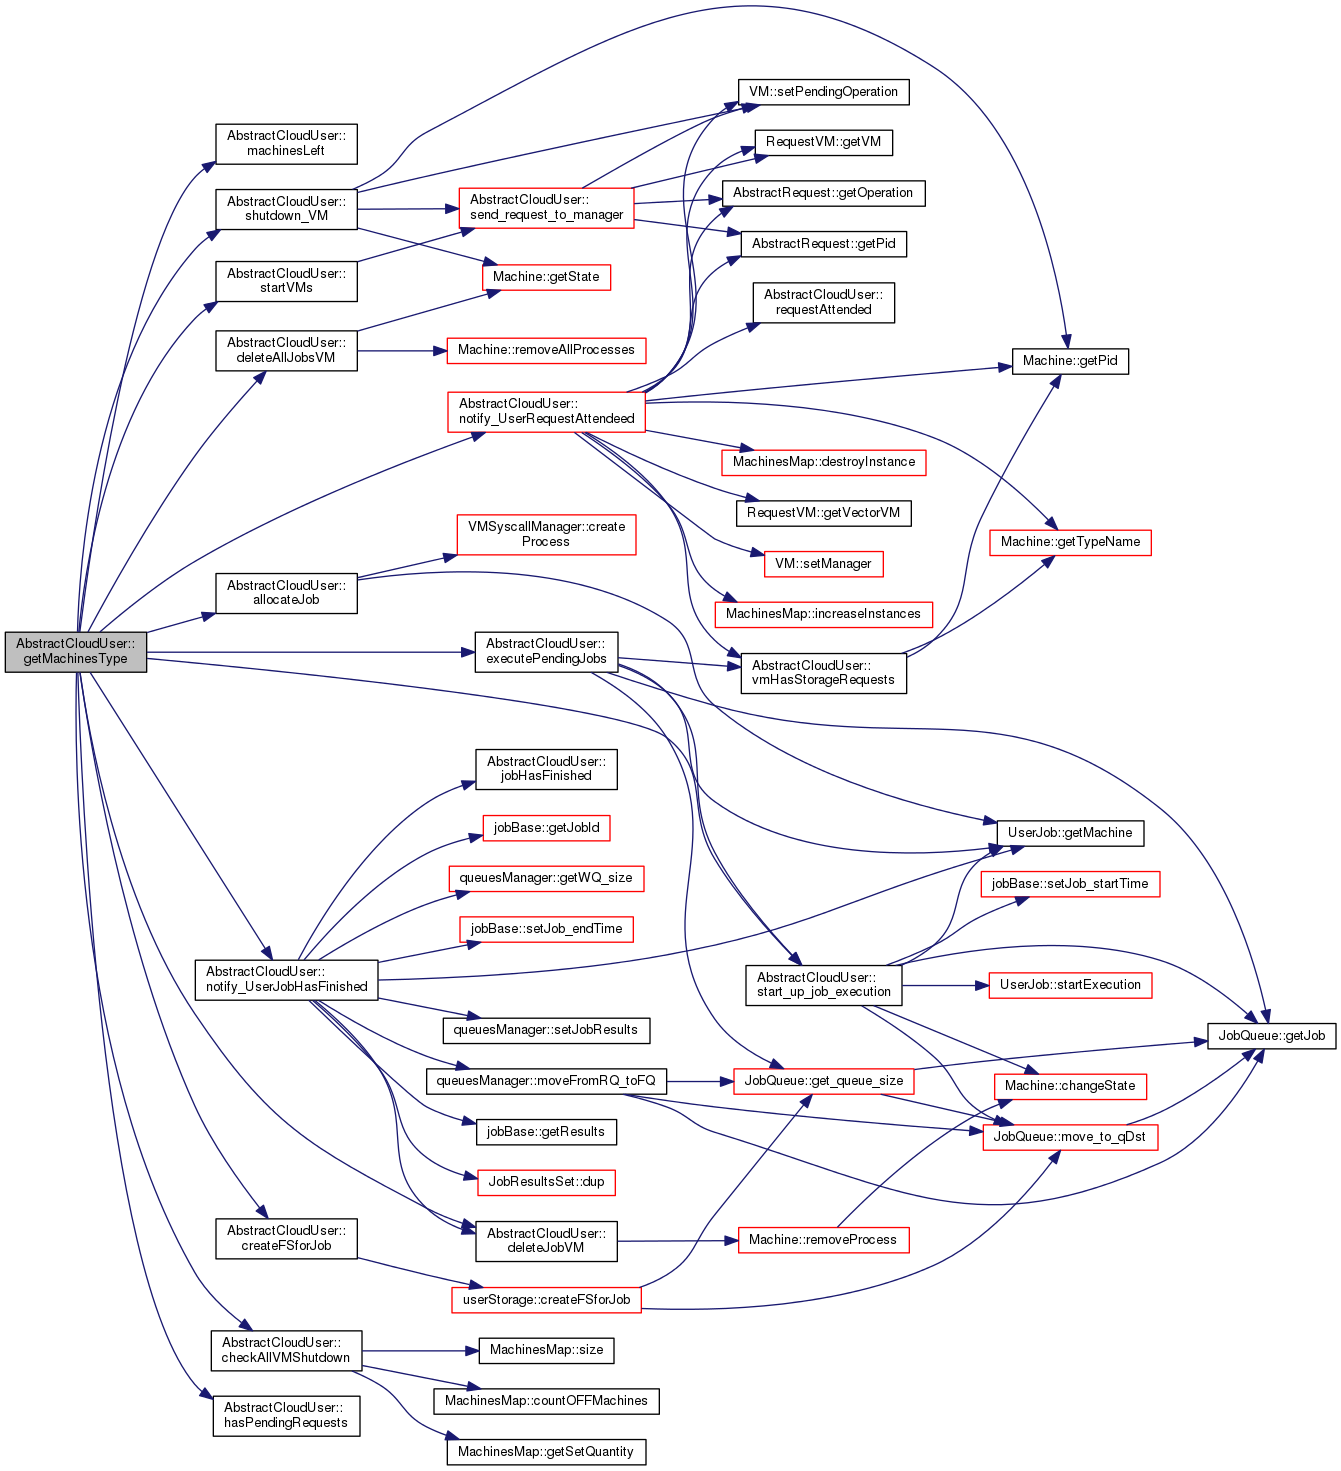 AbstractCloudUser::
getMachinesType
AbstractCloudUser::
machinesLeft
AbstractCloudUser::
shutdown_VM
AbstractCloudUser::
startVMs
AbstractCloudUser::
deleteAllJobsVM
AbstractCloudUser::
allocateJob
AbstractCloudUser::
notify_UserJobHasFinished
AbstractCloudUser::
createFSforJob
AbstractCloudUser::
checkAllVMShutdown
AbstractCloudUser::
hasPendingRequests
AbstractCloudUser::
send_request_to_manager
Machine::getState
Machine::removeAllProcesses
AbstractCloudUser::
notify_UserRequestAttendeed
VMSyscallManager::create
Process
AbstractCloudUser::
executePendingJobs
AbstractCloudUser::
jobHasFinished
jobBase::getJobId
queuesManager::getWQ_size
jobBase::setJob_endTime
queuesManager::setJobResults
queuesManager::moveFromRQ_toFQ
jobBase::getResults
JobResultsSet::dup
AbstractCloudUser::
deleteJobVM
userStorage::createFSforJob
MachinesMap::size
MachinesMap::countOFFMachines
MachinesMap::getSetQuantity
VM::setPendingOperation
RequestVM::getVM
AbstractRequest::getOperation
AbstractRequest::getPid
AbstractCloudUser::
requestAttended
MachinesMap::destroyInstance
RequestVM::getVectorVM
VM::setManager
MachinesMap::increaseInstances
AbstractCloudUser::
vmHasStorageRequests
AbstractCloudUser::
start_up_job_execution
JobQueue::get_queue_size
Machine::removeProcess
Machine::getPid
Machine::getTypeName
UserJob::getMachine
jobBase::setJob_startTime
UserJob::startExecution
Machine::changeState
JobQueue::move_to_qDst
JobQueue::getJob